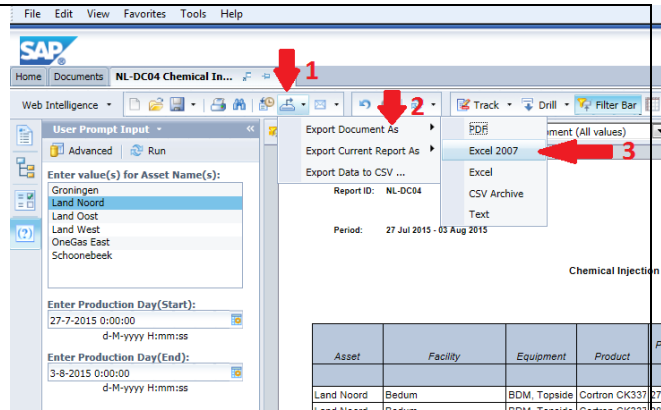 File Edit View Favorites Tools Help
SAP
Home Documents NL-DC04 Chemical In...
1
Web Intelligence Track Drill Filter Bar
2
User Prompt Input
Advanced Run
Enter value(s) for Asset Name(s):
Groningen
Land Noord
Land Oost
Land West
OneGas East
Schoonebeek
Enter Production Day(Start):
27-7-2015 0:00:00
d-M-yyyy H:mm:ss
Enter Production Day(End):
3-8-2015 0:00:00
d-M-yyyy H:mm:ss
Export Document As
Export Current Report As
Export Data to CSV ...
PDF
Excel 2007
Excel
CSV Archive
Text
3
(All values)
Report ID: NL-DC04
Period: 27 Jul 2015 - 03 Aug 2015
Chemical Injection
Asset Facility Equipment Product P
Land Noord Bedum BDM, Topside Cortron CK337 27